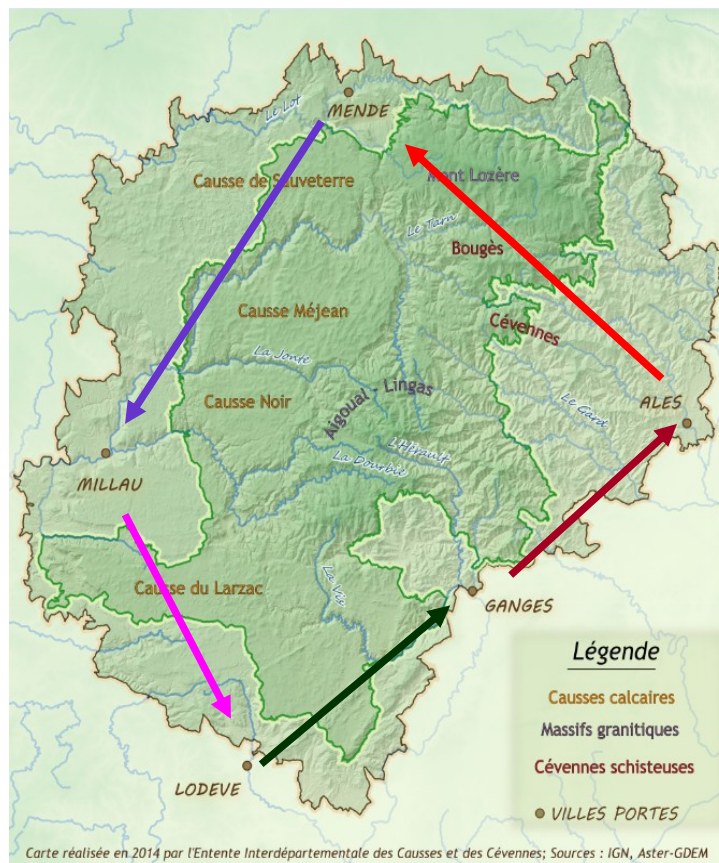 MENDE
Le Lot
Causse de Sauveterre
Mont Lozère
Le Tarn
Bougès
Causse Méjean
Cévennes
La Jonte
Causse Noir
Aigoual - Lingas
Le Gard
ALES
L'Hérault
La Dourbie
MILLAU
La Vis
Causse du Larzac
GANGES
LODEVE
Légende
Causses calcaires
Massifs granitiques
Cévennes schisteuses
VILLES PORTES
Carte réalisée en 2014 par l'Entente Interdépartementale des Causses et des Cévennes; Sources : IGN, Aster-GDEM